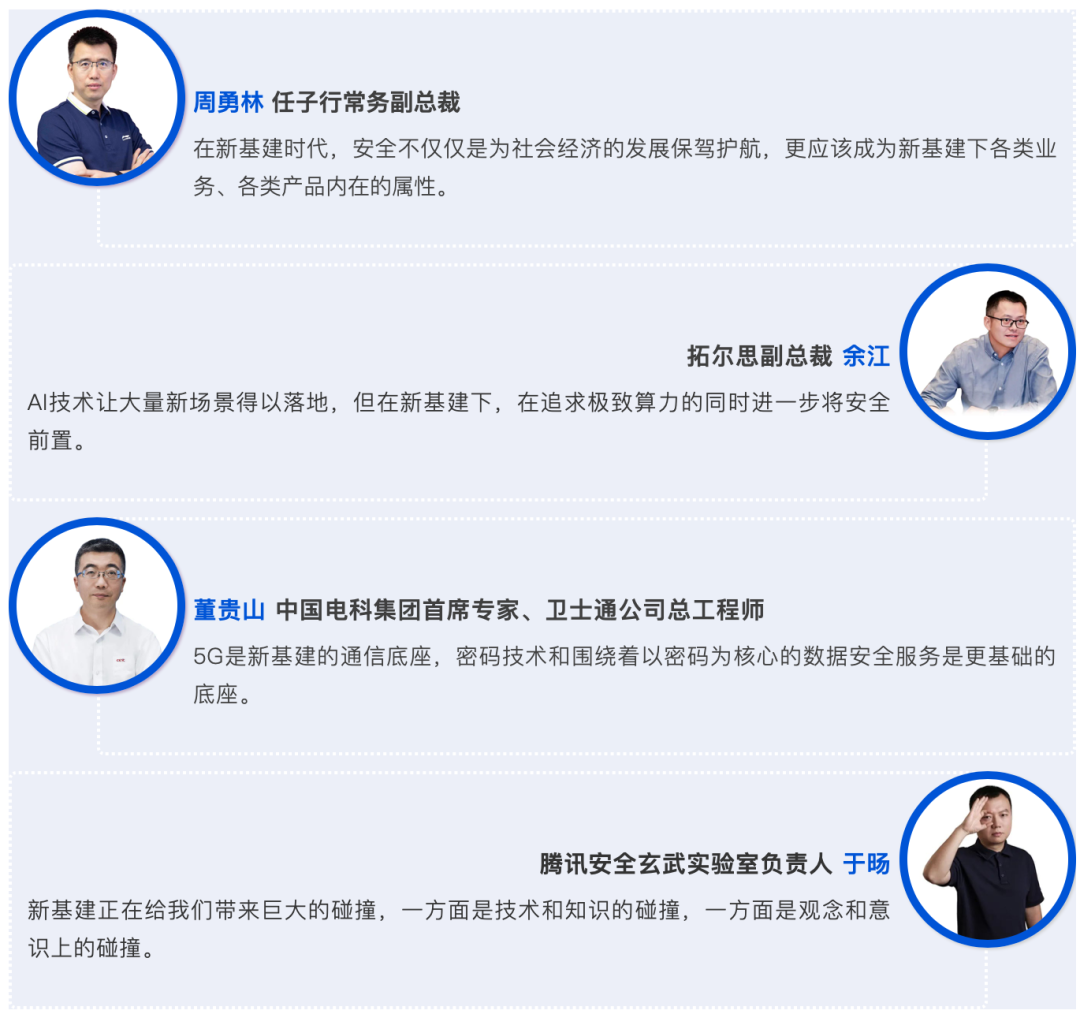 周勇林 任子行常务副总裁
在新基建时代，安全不仅仅是为社会经济的发展保驾护航，更应该成为新基建下各类业
务、各类产品内在的属性。
拓尔思副总裁 余江
AI技术让大量新场景得以落地，但在新基建下，在追求极致算力的同时进一步将安全
前置。
董贵山 中国电科集团首席专家、卫士通公司总工程师
5G是新基建的通信底座，密码技术和围绕着以密码为核心的数据安全服务是更基础的
底座。
腾讯安全玄武实验室负责人 于旸
新基建正在给我们带来巨大的碰撞，一方面是技术和知识的碰撞，一方面是观念和意
识上的碰撞。